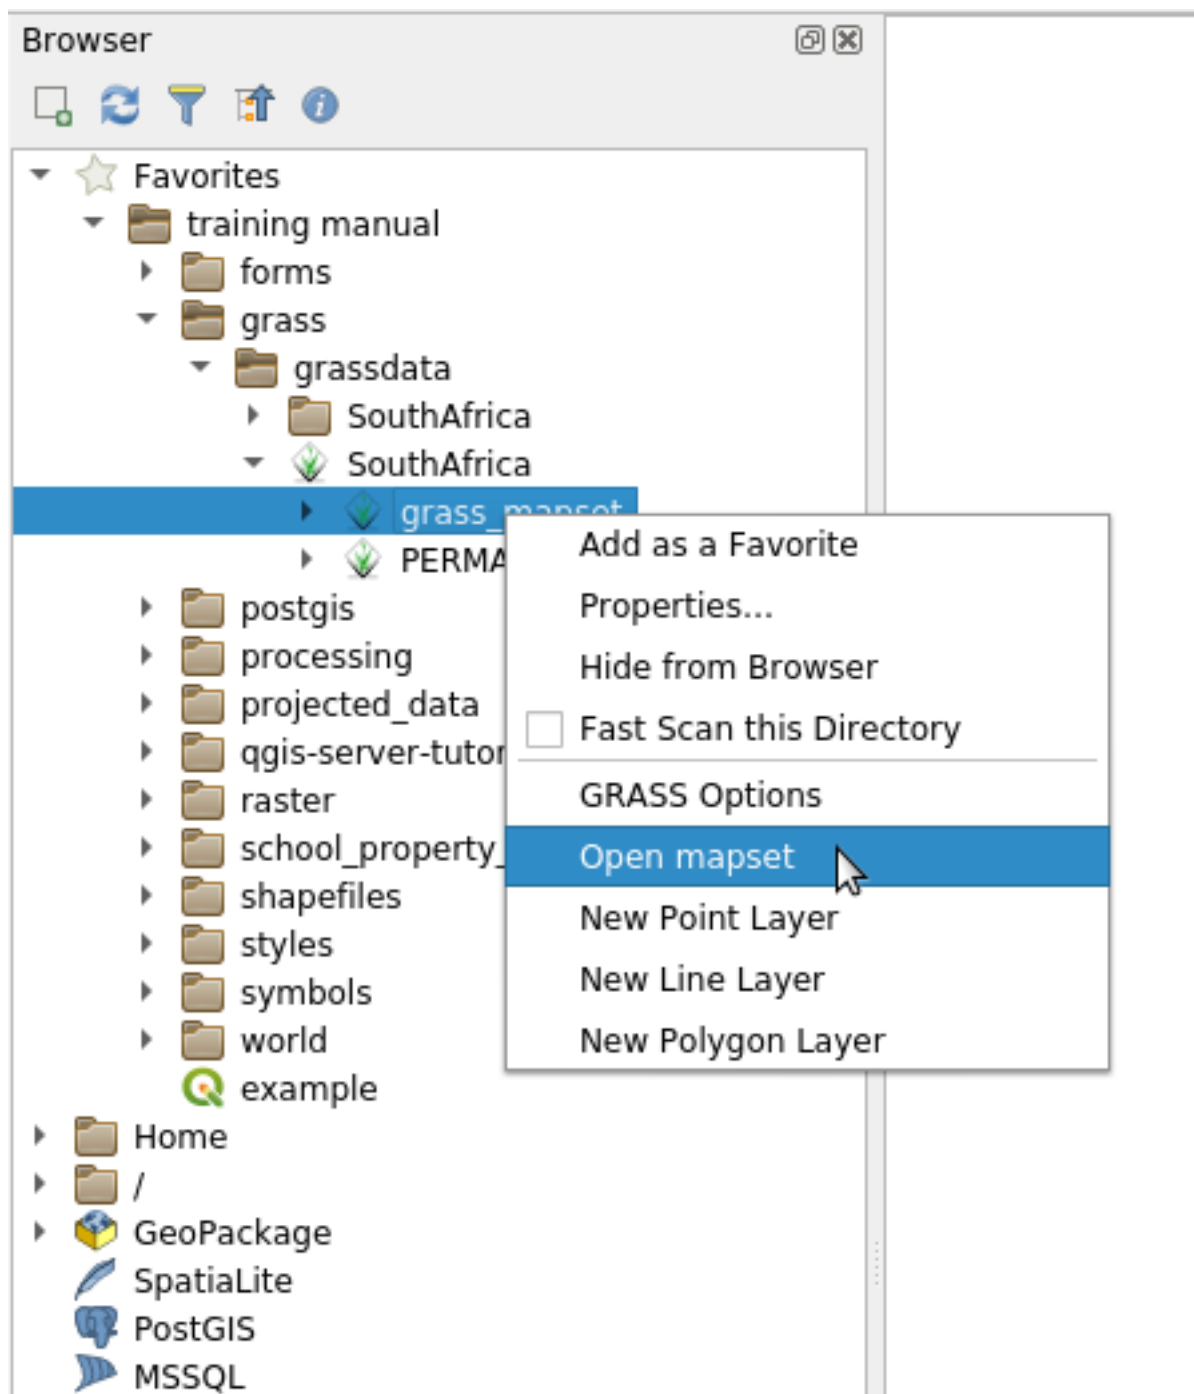 Browser
Favorites
training manual
forms
grass
grassdata
SouthAfrica
SouthAfrica
grass_mapset
PERMA
postgis
processing
projected_data
qgis-server-tutor
raster
school_property_
shapefiles
styles
symbols
world
example
Home
/
GeoPackage
SpatiaLite
PostGIS
MSSQL
Add as a Favorite
Properties...
Hide from Browser
Fast Scan this Directory
GRASS Options
Open mapset
New Point Layer
New Line Layer
New Polygon Layer